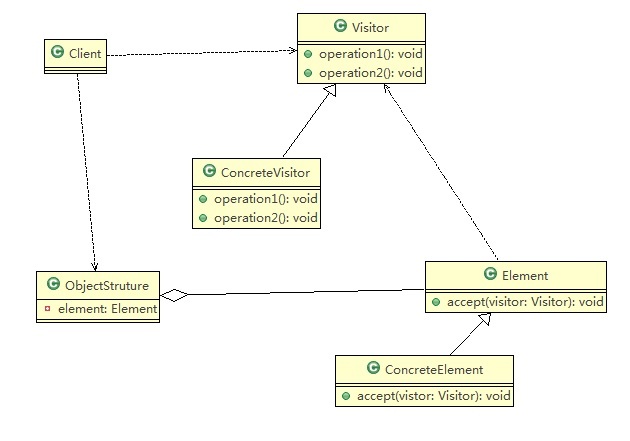 C Visitor
operation1(): void
operation2(): void
C Client
C ConcreteVisitor
operation1(): void
operation2(): void
C ObjectStruture
element: Element
C Element
accept(visitor: Visitor): void
C ConcreteElement
accept(vistor: Visitor): void